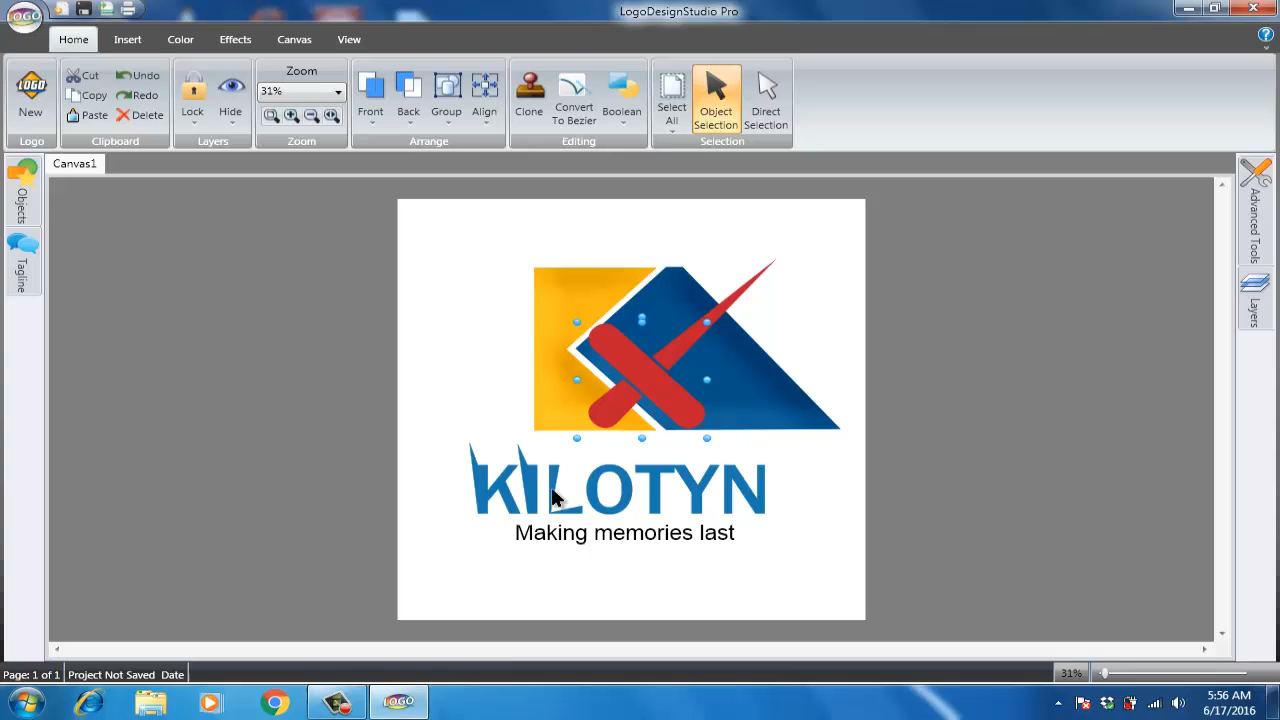 LOGO
LogoDesignStudio Pro
Home Insert Color Effects Canvas View
LOGO
New
Logo
Cut
Copy
Paste
Undo
Redo
Delete
Clipboard
Lock
Hide
Layers
Zoom
31%
Zoom
Front
Back
Group
Align
Arrange
Clone
Convert
To Bezier
Boolean
Editing
Select
All
Object
Selection
Direct
Selection
Selection
Canvas1
Objects
Tagline
Advanced Tools
Layers
KILOTYN
Making memories last
Page: 1 of 1 Project Not Saved Date
31%
LOGO
5:56 AM
6/17/2016